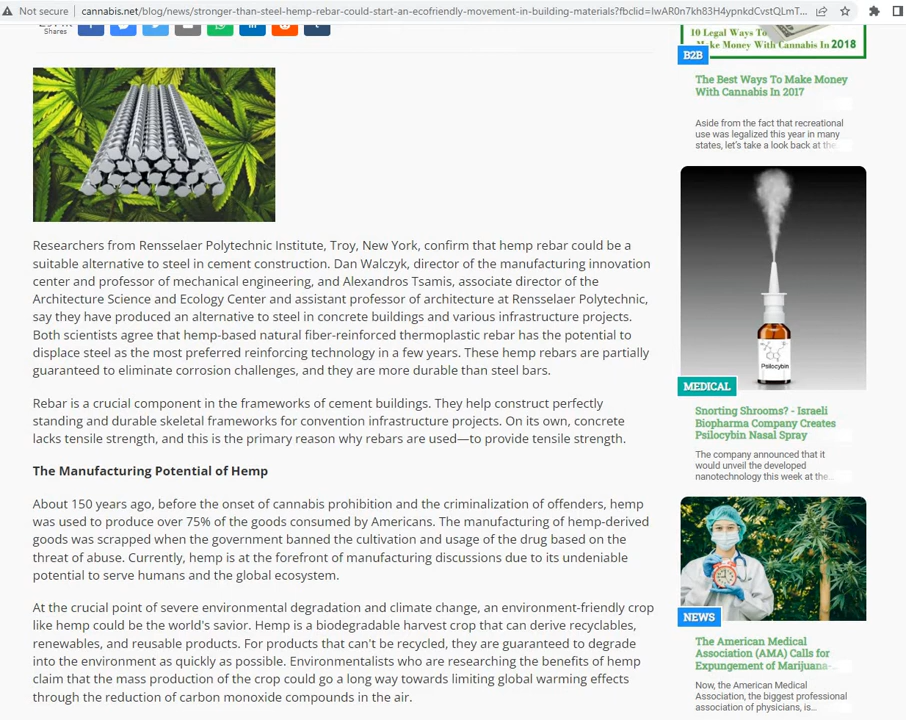 Not secure
cannabis.net/blog/news/stronger-than-steel-hemp-rebar-could-start-an-ecofriendly-movement-in-building-materials?fbclid=IwAR0n7kh83H4ypnkdCvstQLmT...
Shares
Researchers from Rensselaer Polytechnic Institute, Troy, New York, confirm that hemp rebar could be a
suitable alternative to steel in cement construction. Dan Walczyk, director of the manufacturing innovation
center and professor of mechanical engineering, and Alexandros Tsamis, associate director of the
Architecture Science and Ecology Center and assistant professor of architecture at Rensselaer Polytechnic,
say they have produced an alternative to steel in concrete buildings and various infrastructure projects.
Both scientists agree that hemp-based natural fiber-reinforced thermoplastic rebar has the potential to
displace steel as the most preferred reinforcing technology in a few years. These hemp rebars are partially
guaranteed to eliminate corrosion challenges, and they are more durable than steel bars.
Rebar is a crucial component in the frameworks of cement buildings. They help construct perfectly
standing and durable skeletal frameworks for convention infrastructure projects. On its own, concrete
lacks tensile strength, and this is the primary reason why rebars are used—to provide tensile strength.
The Manufacturing Potential of Hemp
About 150 years ago, before the onset of cannabis prohibition and the criminalization of offenders, hemp
was used to produce over 75% of the goods consumed by Americans. The manufacturing of hemp-derived
goods was scrapped when the government banned the cultivation and usage of the drug based on the
threat of abuse. Currently, hemp is at the forefront of manufacturing discussions due to its undeniable
potential to serve humans and the global ecosystem.
At the crucial point of severe environmental degradation and climate change, an environment-friendly crop
like hemp could be the world's savior. Hemp is a biodegradable harvest crop that can derive recyclables,
renewables, and reusable products. For products that can't be recycled, they are guaranteed to degrade
into the environment as quickly as possible. Environmentalists who are researching the benefits of hemp
claim that the mass production of the crop could go a long way towards limiting global warming effects
through the reduction of carbon monoxide compounds in the air.
10 Legal Ways To
Make Money With Cannabis In 2018
B2B
The Best Ways To Make Money
With Cannabis In 2017
Aside from the fact that recreational
use was legalized this year in many
states, let's take a look back at the
Psilocybin
MEDICAL
Snorting Shrooms? - Israeli
Biopharma Company Creates
Psilocybin Nasal Spray
The company announced that it
would unveil the developed
nanotechnology this week at the...
NEWS
The American Medical
Association (AMA) Calls for
Expungement of Marijuana-
Now, the American Medical
Association, the biggest professional
association of physicians, is...